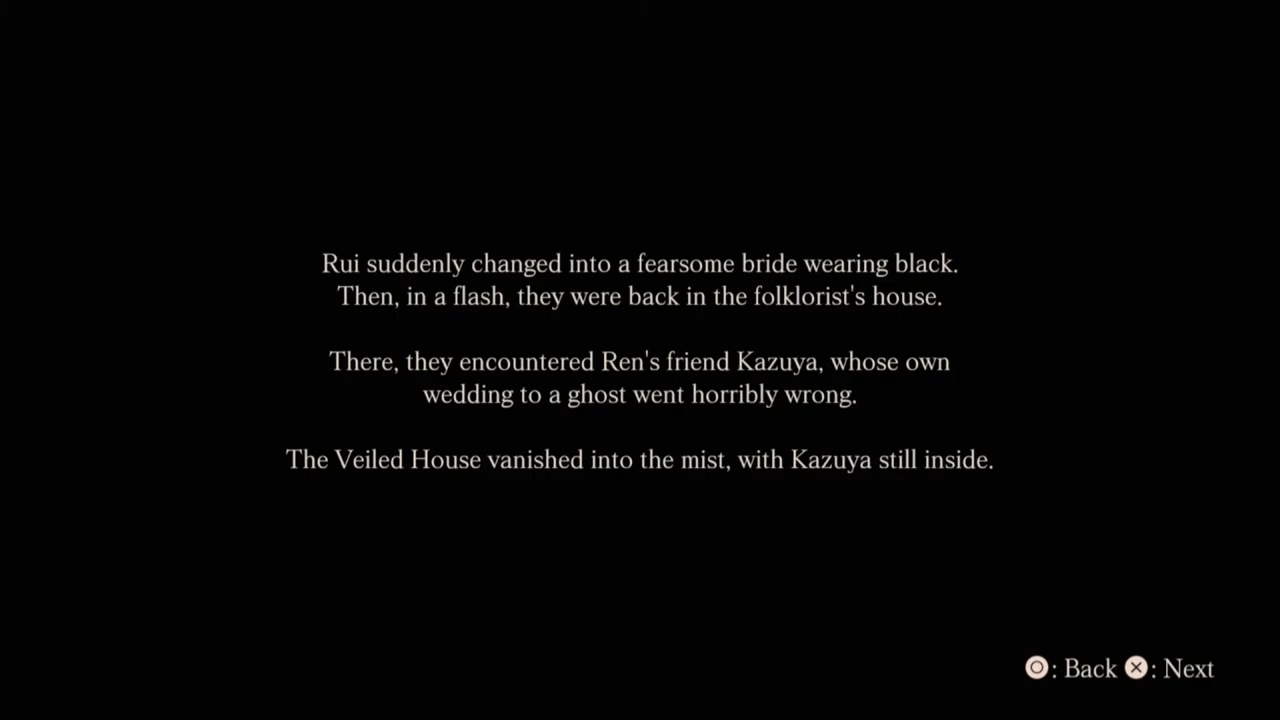 Rui suddenly changed into a fearsome bride wearing black.
Then, in a flash, they were back in the folklorist's house.
There, they encountered Ren's friend Kazuya, whose own
wedding to a ghost went horribly wrong.
The Veiled House vanished into the mist, with Kazuya still inside.
: Back : Next